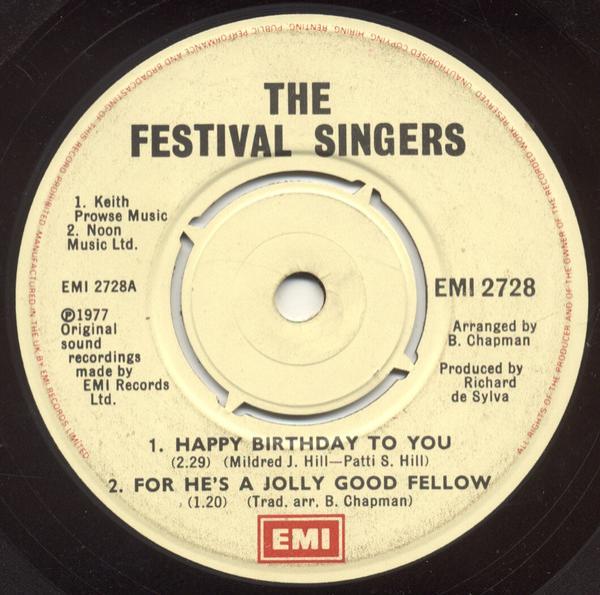 ALL RIGHTS OF THE PRODUCER AND OF THE OWNER OF THE RECORDED WORK RESERVED. UNAUTHORISED COPYING, HIRING, RENTING, PUBLIC PERFORMANCE AND BROADCASTING OF THIS RECORD PROHIBITED. MANUFACTURED IN THE UK BY EMI RECORDS LIMITED
THE
FESTIVAL SINGERS
1. Keith
Prowse Music
2. Noon
Music Ltd.
EMI 2728A
EMI 2728
℗1977
Original
sound
recordings
made by
EMI Records
Ltd.
Arranged by
B. Chapman
Produced by
Richard
de Sylva
1. HAPPY BIRTHDAY TO YOU
(2.29) (Mildred J. Hill—Patti S. Hill)
2. FOR HE'S A JOLLY GOOD FELLOW
(1.20) (Trad. arr. B. Chapman)
EMI